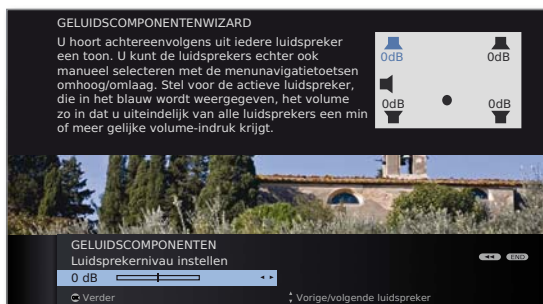 GELUIDSCOMPONENTENWIZARD
U hoort achtereenvolgens uit iedere luidspreker
een toon. U kunt de luidsprekers echter ook
manueel selecteren met de menunavigatietoetsen
omhoog/omlaag. Stel voor de actieve luidspreker,
die in het blauw wordt weergegeven, het volume
zo in dat u uiteindelijk van alle luidsprekers een min
of meer gelijke volume-indruk krijgt.
0dB 0dB
0dB 0dB
GELUIDSCOMPONENTEN
Luidsprekernivau instellen
0 dB
END
OK Verder
Vorige/volgende luidspreker